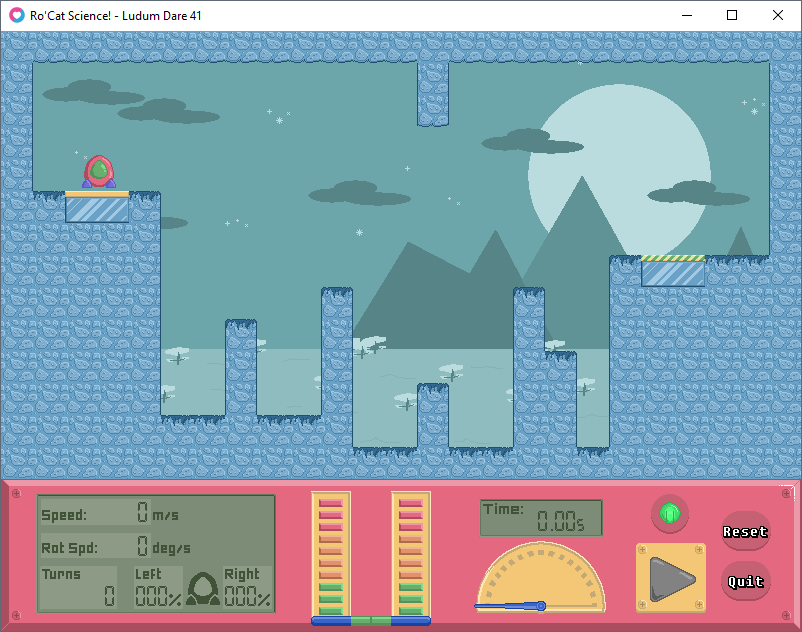 Ro'Cat Science! - Ludum Dare 41
Speed: 0 m/s
Rot Spd: 0 deg/s
Turns
0
Left
000%
Right
000%
Time:
0.00s
Reset
Quit